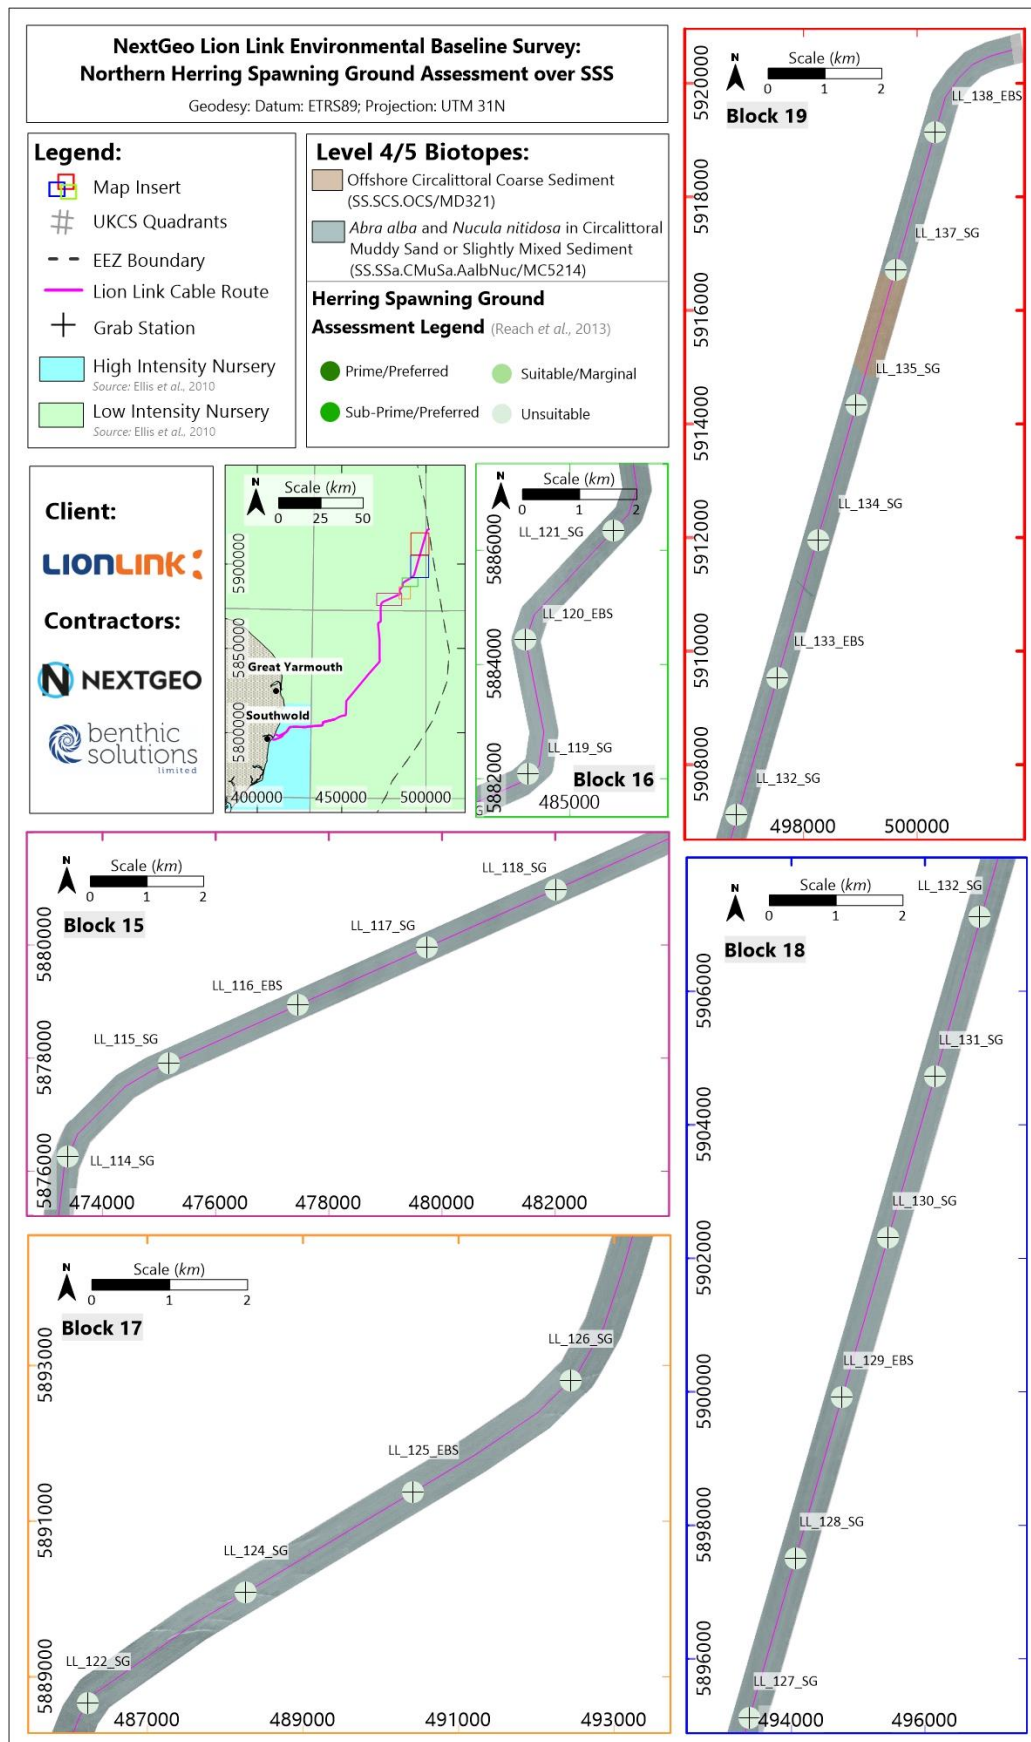 NextGeo Lion Link Environmental Baseline Survey:
Northern Herring Spawning Ground Assessment over SSS
Geodesy: Datum: ETRS89; Projection: UTM 31N
Legend:
Map Insert
UKCS Quadrants
EEZ Boundary
Lion Link Cable Route
Grab Station
High Intensity Nursery
Source: Ellis et al., 2010
Low Intensity Nursery
Source: Ellis et al., 2010
Level 4/5 Biotopes:
Offshore Circalittoral Coarse Sediment
(SS.SCS.OCS/MD321)
Abra alba and Nucula nitidosa in Circalittoral
Muddy Sand or Slightly Mixed Sediment
(SS.SSa.CMuSa.AalbNuc/MC5214)
Herring Spawning Ground
Assessment Legend (Reach et al., 2013)
Prime/Preferred
Suitable/Marginal
Sub-Prime/Preferred
Unsuitable
Client:
LIONLINK
Contractors:
N NEXTGEO
benthic
solutions
limited
N
Scale (km)
0 25 50
5900000
5850000
5800000
Great Yarmouth
Southwold
400000 450000 500000
N
Scale (km)
0 1 2
LL_121_SG
5886000
LL_120_EBS
5884000
LL_119_SG
5882000
Block 16
G
485000
N
Scale (km)
0 1 2
Block 19
5920000
LL_138_EBS
5918000
LL_137_SG
5916000
LL_135_SG
5914000
LL_134_SG
5912000
LL_133_EBS
5910000
5908000
LL_132_SG
498000 500000
N
Scale (km)
0 1 2
Block 15
LL_118_SG
LL_117_SG
5880000
LL_116_EBS
LL_115_SG
5878000
LL_114_SG
5876000
474000 476000 478000 480000 482000
N
Scale (km)
0 1 2
Block 17
LL_126_SG
5893000
LL_125_EBS
5891000
LL_124_SG
LL_122_SG
5889000
487000 489000 491000 493000
N
Scale (km)
0 1 2
Block 18
LL_132_SG
5906000
LL_131_SG
5904000
LL_130_SG
5902000
LL_129_EBS
5900000
LL_128_SG
5898000
5896000
LL_127_SG
494000 496000